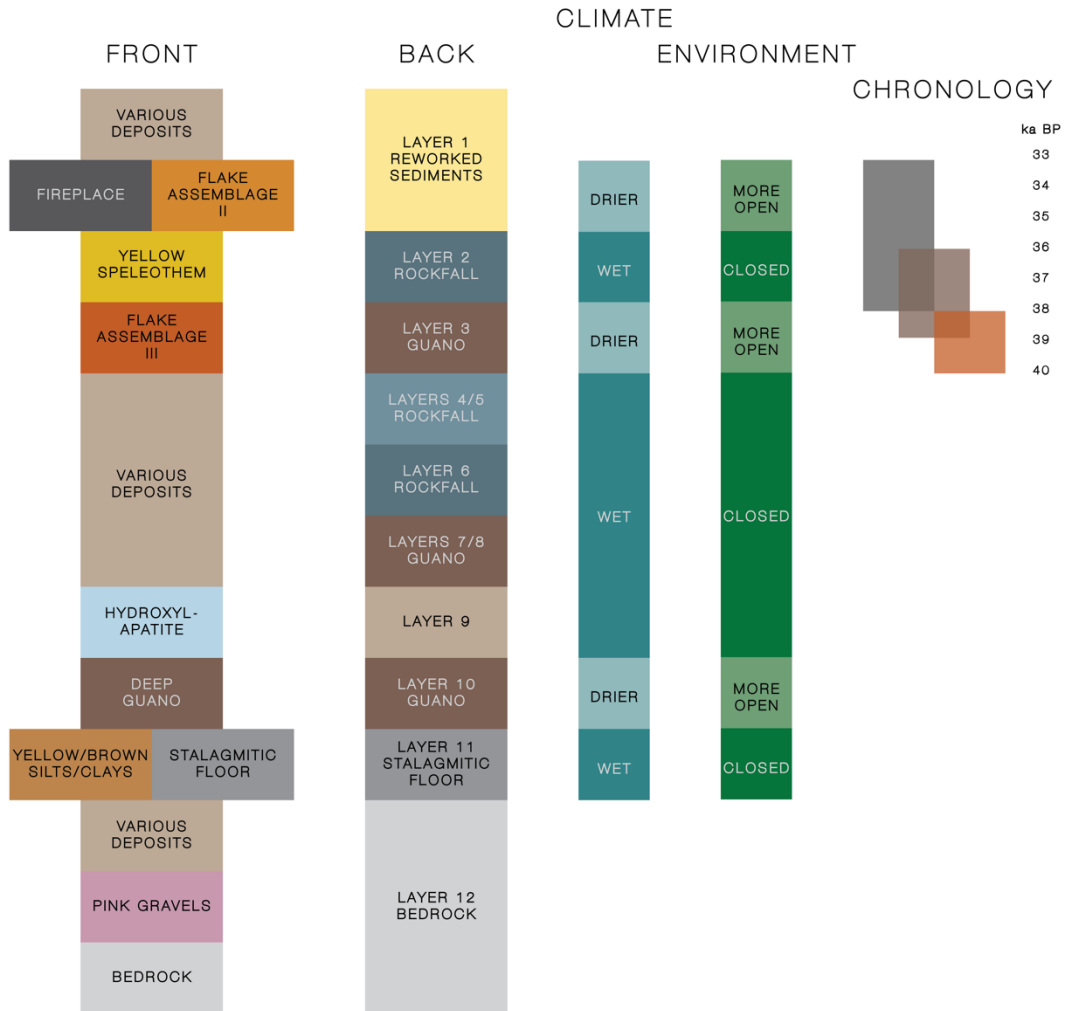 CLIMATE
FRONT
BACK
ENVIRONMENT
CHRONOLOGY
VARIOUS
DEPOSITS
FIREPLACE
FLAKE
ASSEMBLAGE
II
YELLOW
SPELEOTHEM
FLAKE
ASSEMBLAGE
III
VARIOUS
DEPOSITS
HYDROXYL-
APATITE
DEEP
GUANO
YELLOW/BROWN
SILTS/CLAYS
STALAGMITIC
FLOOR
VARIOUS
DEPOSITS
PINK GRAVELS
BEDROCK
LAYER 1
REWORKED
SEDIMENTS
LAYER 2
ROCKFALL
LAYER 3
GUANO
LAYERS 4/5
ROCKFALL
LAYER 6
ROCKFALL
LAYERS 7/8
GUANO
LAYER 9
LAYER 10
GUANO
LAYER 11
STALAGMITIC
FLOOR
LAYER 12
BEDROCK
DRIER
WET
DRIER
WET
DRIER
WET
MORE
OPEN
CLOSED
MORE
OPEN
CLOSED
MORE
OPEN
CLOSED
ka BP
33
34
35
36
37
38
39
40